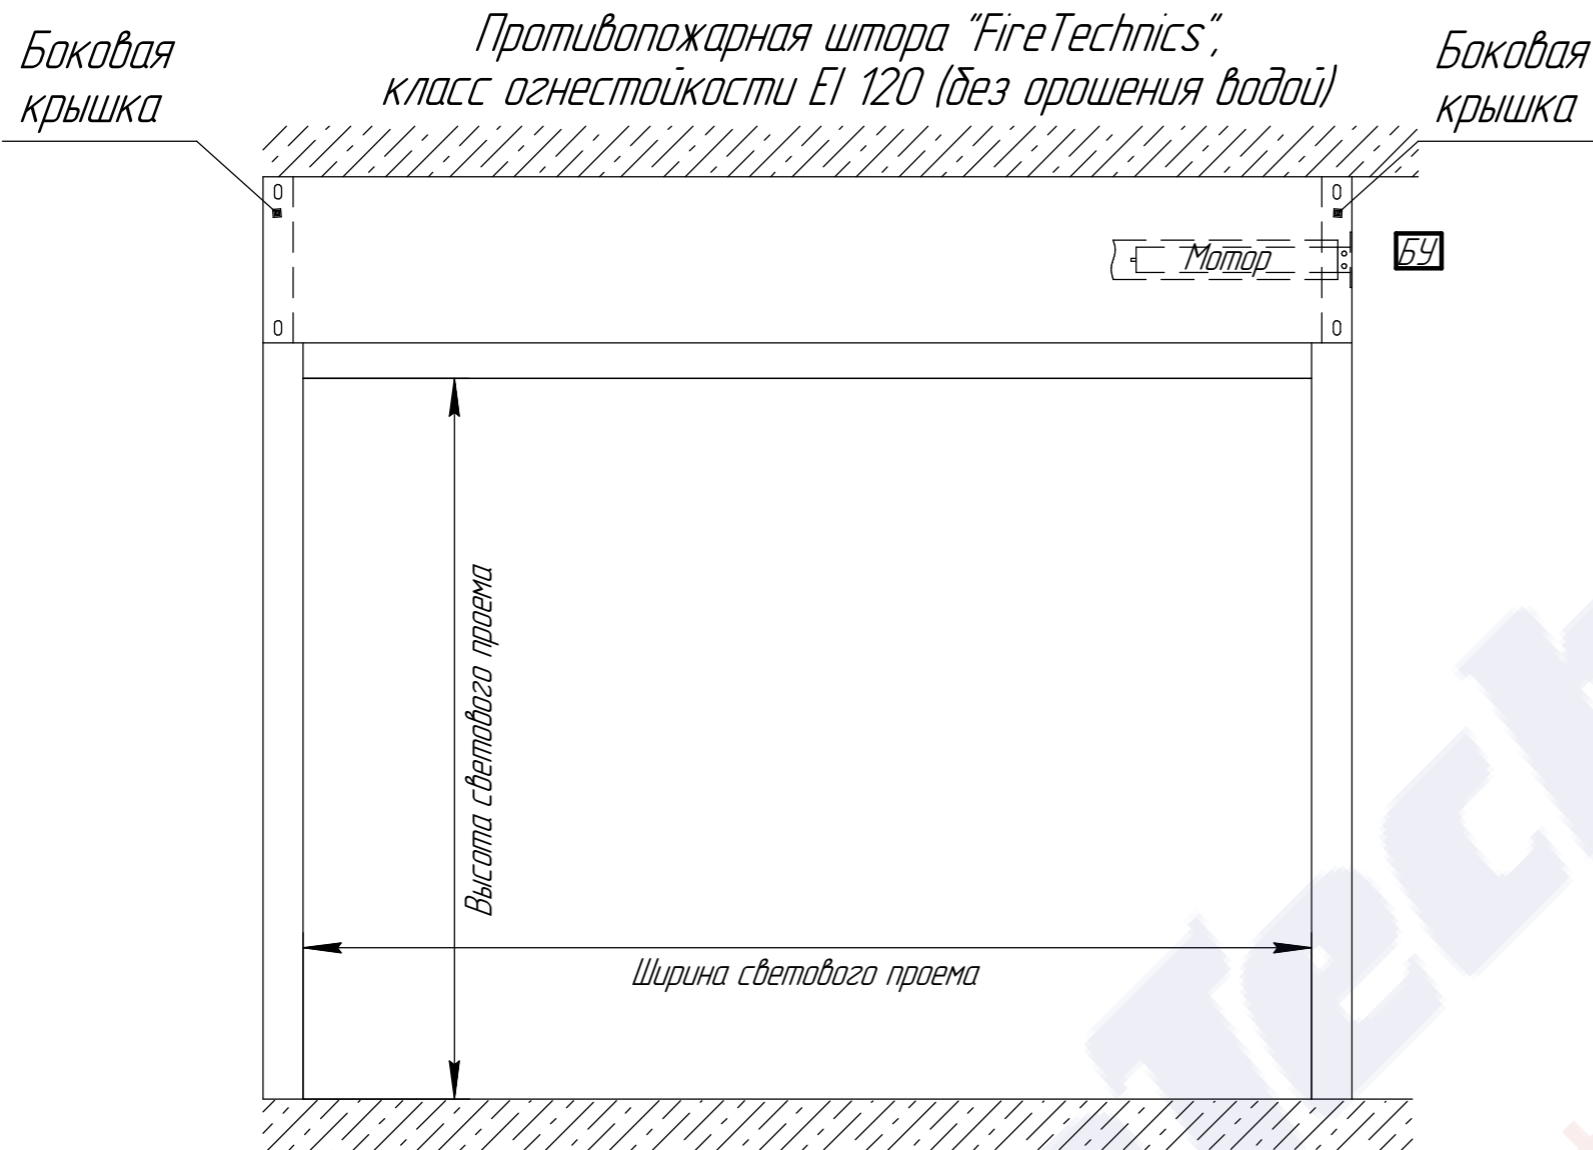 Противопожарная штора "FireTechnics",
класс огнестойкости EI 120 (без орошения водой)
Боковая
крышка
Боковая
крышка
Мотор
БУ
Высота светового проема
Ширина светового проема
Tech